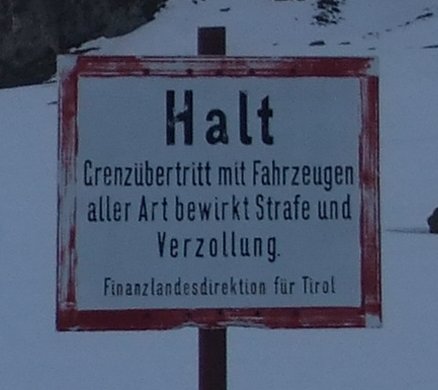 Halt
Grenzübertritt mit Fahrzeugen
aller Art bewirkt Strafe und
Verzollung.
Finanzlandesdirektion für Tirol